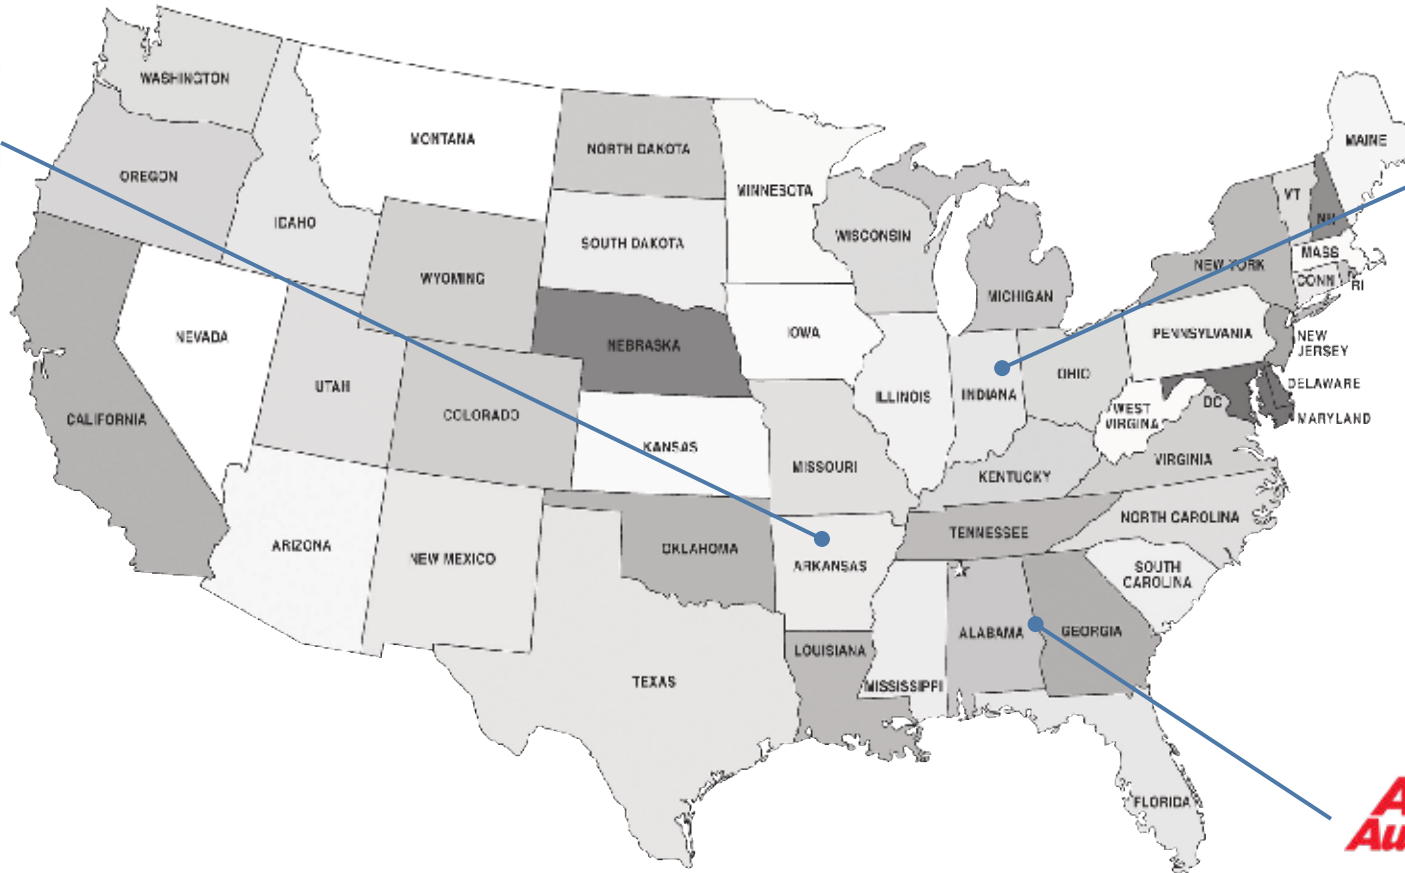 WASHINGTON
MONTANA
MAINE
NORTH DAKOTA
OREGON
MINNESOTA
VT
NH
IDAHO
SOUTH DAKOTA
WISCONSIN
MASS
NEW YORK
WYOMING
CONN
RI
MICHIGAN
NEVADA
IOWA
PENNSYLVANIA
NEW
JERSEY
NEBRASKA
OHIO
UTAH
DELAWARE
ILLINOIS
INDIANA
DC
COLORADO
WEST
VIRGINA
CALIFORNIA
MARYLAND
KANSAS
VIRGINIA
MISSOURI
KENTUCKY
NORTH CAROLINA
TENNESSEE
ARIZONA
OKLAHOMA
NEW MEXICO
ARKANSAS
SOUTH
CAROLINA
ALABAMA
GEORGIA
LOUISIANA
TEXAS
MISSISSIPPI
FLORIDA
A
Au